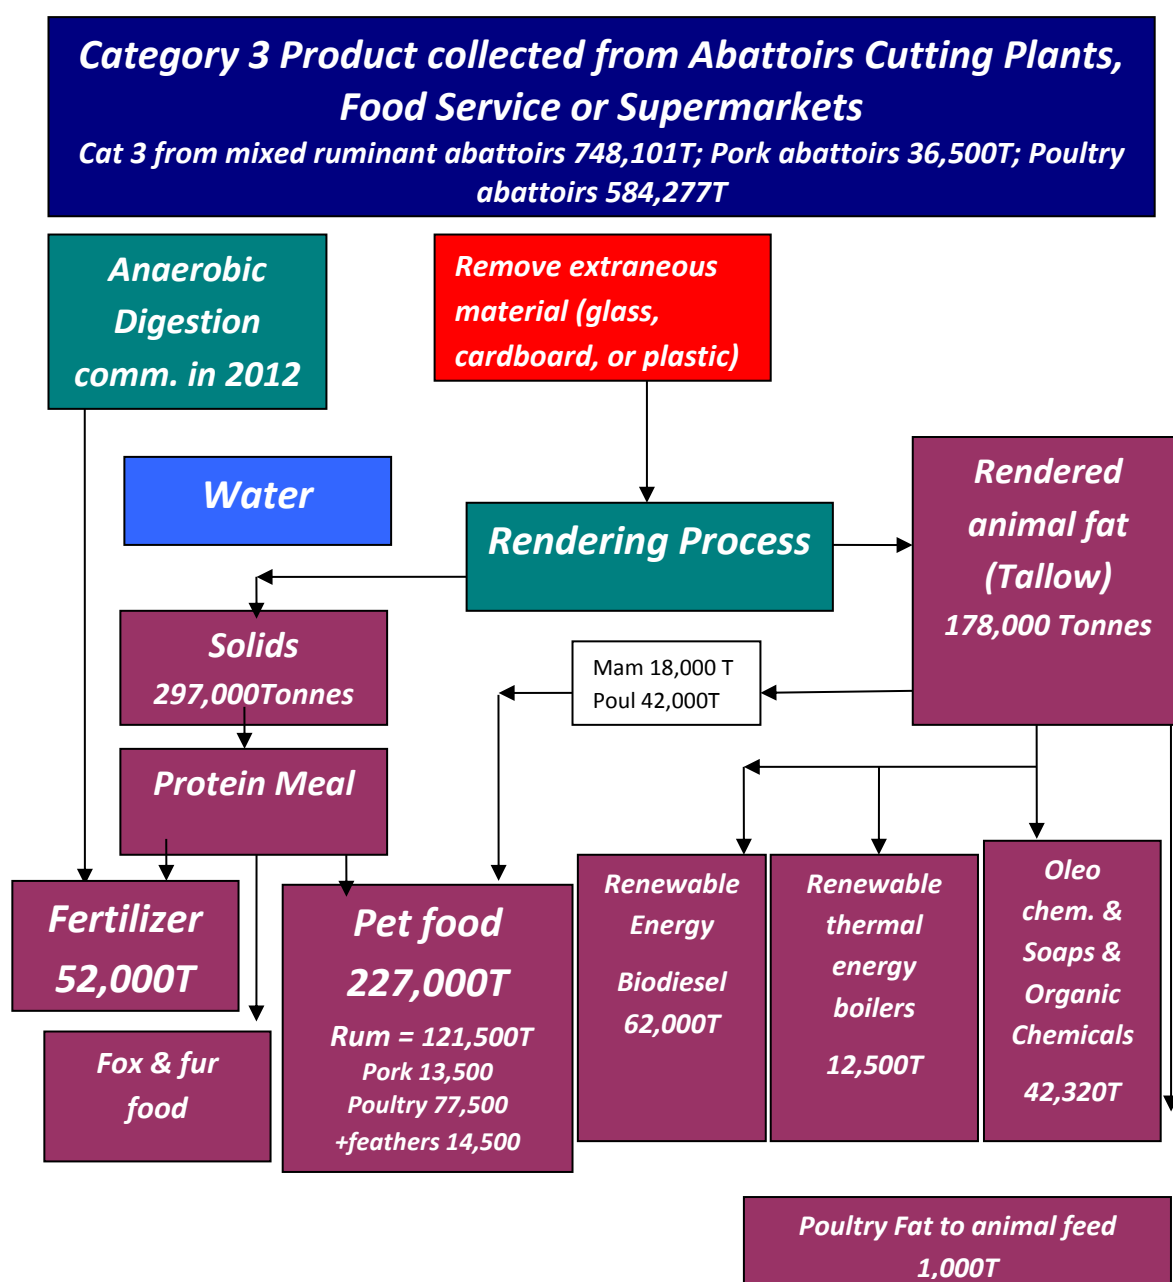 Category 3 Product collected from Abattoirs Cutting Plants,
Food Service or Supermarkets
Cat 3 from mixed ruminant abattoirs 748,101T; Pork abattoirs 36,500T; Poultry
abattoirs 584,277T
Anaerobic
Digestion
comm. in 2012
Remove extraneous
material (glass,
cardboard, or plastic)
Water
Rendering Process
Rendered
animal fat
(Tallow)
178,000 Tonnes
Solids
297,000Tonnes
Mam 18,000 T
Poul 42,000T
Protein Meal
Fertilizer
52,000T
Fox & fur
food
Pet food
227,000T
Rum = 121,500T
Pork 13,500
Poultry 77,500
+feathers 14,500
Renewable
Energy
Biodiesel
62,000T
Renewable
thermal
energy
boilers
12,500T
Oleo
chem. &
Soaps &
Organic
Chemicals
42,320T
Poultry Fat to animal feed
1,000T